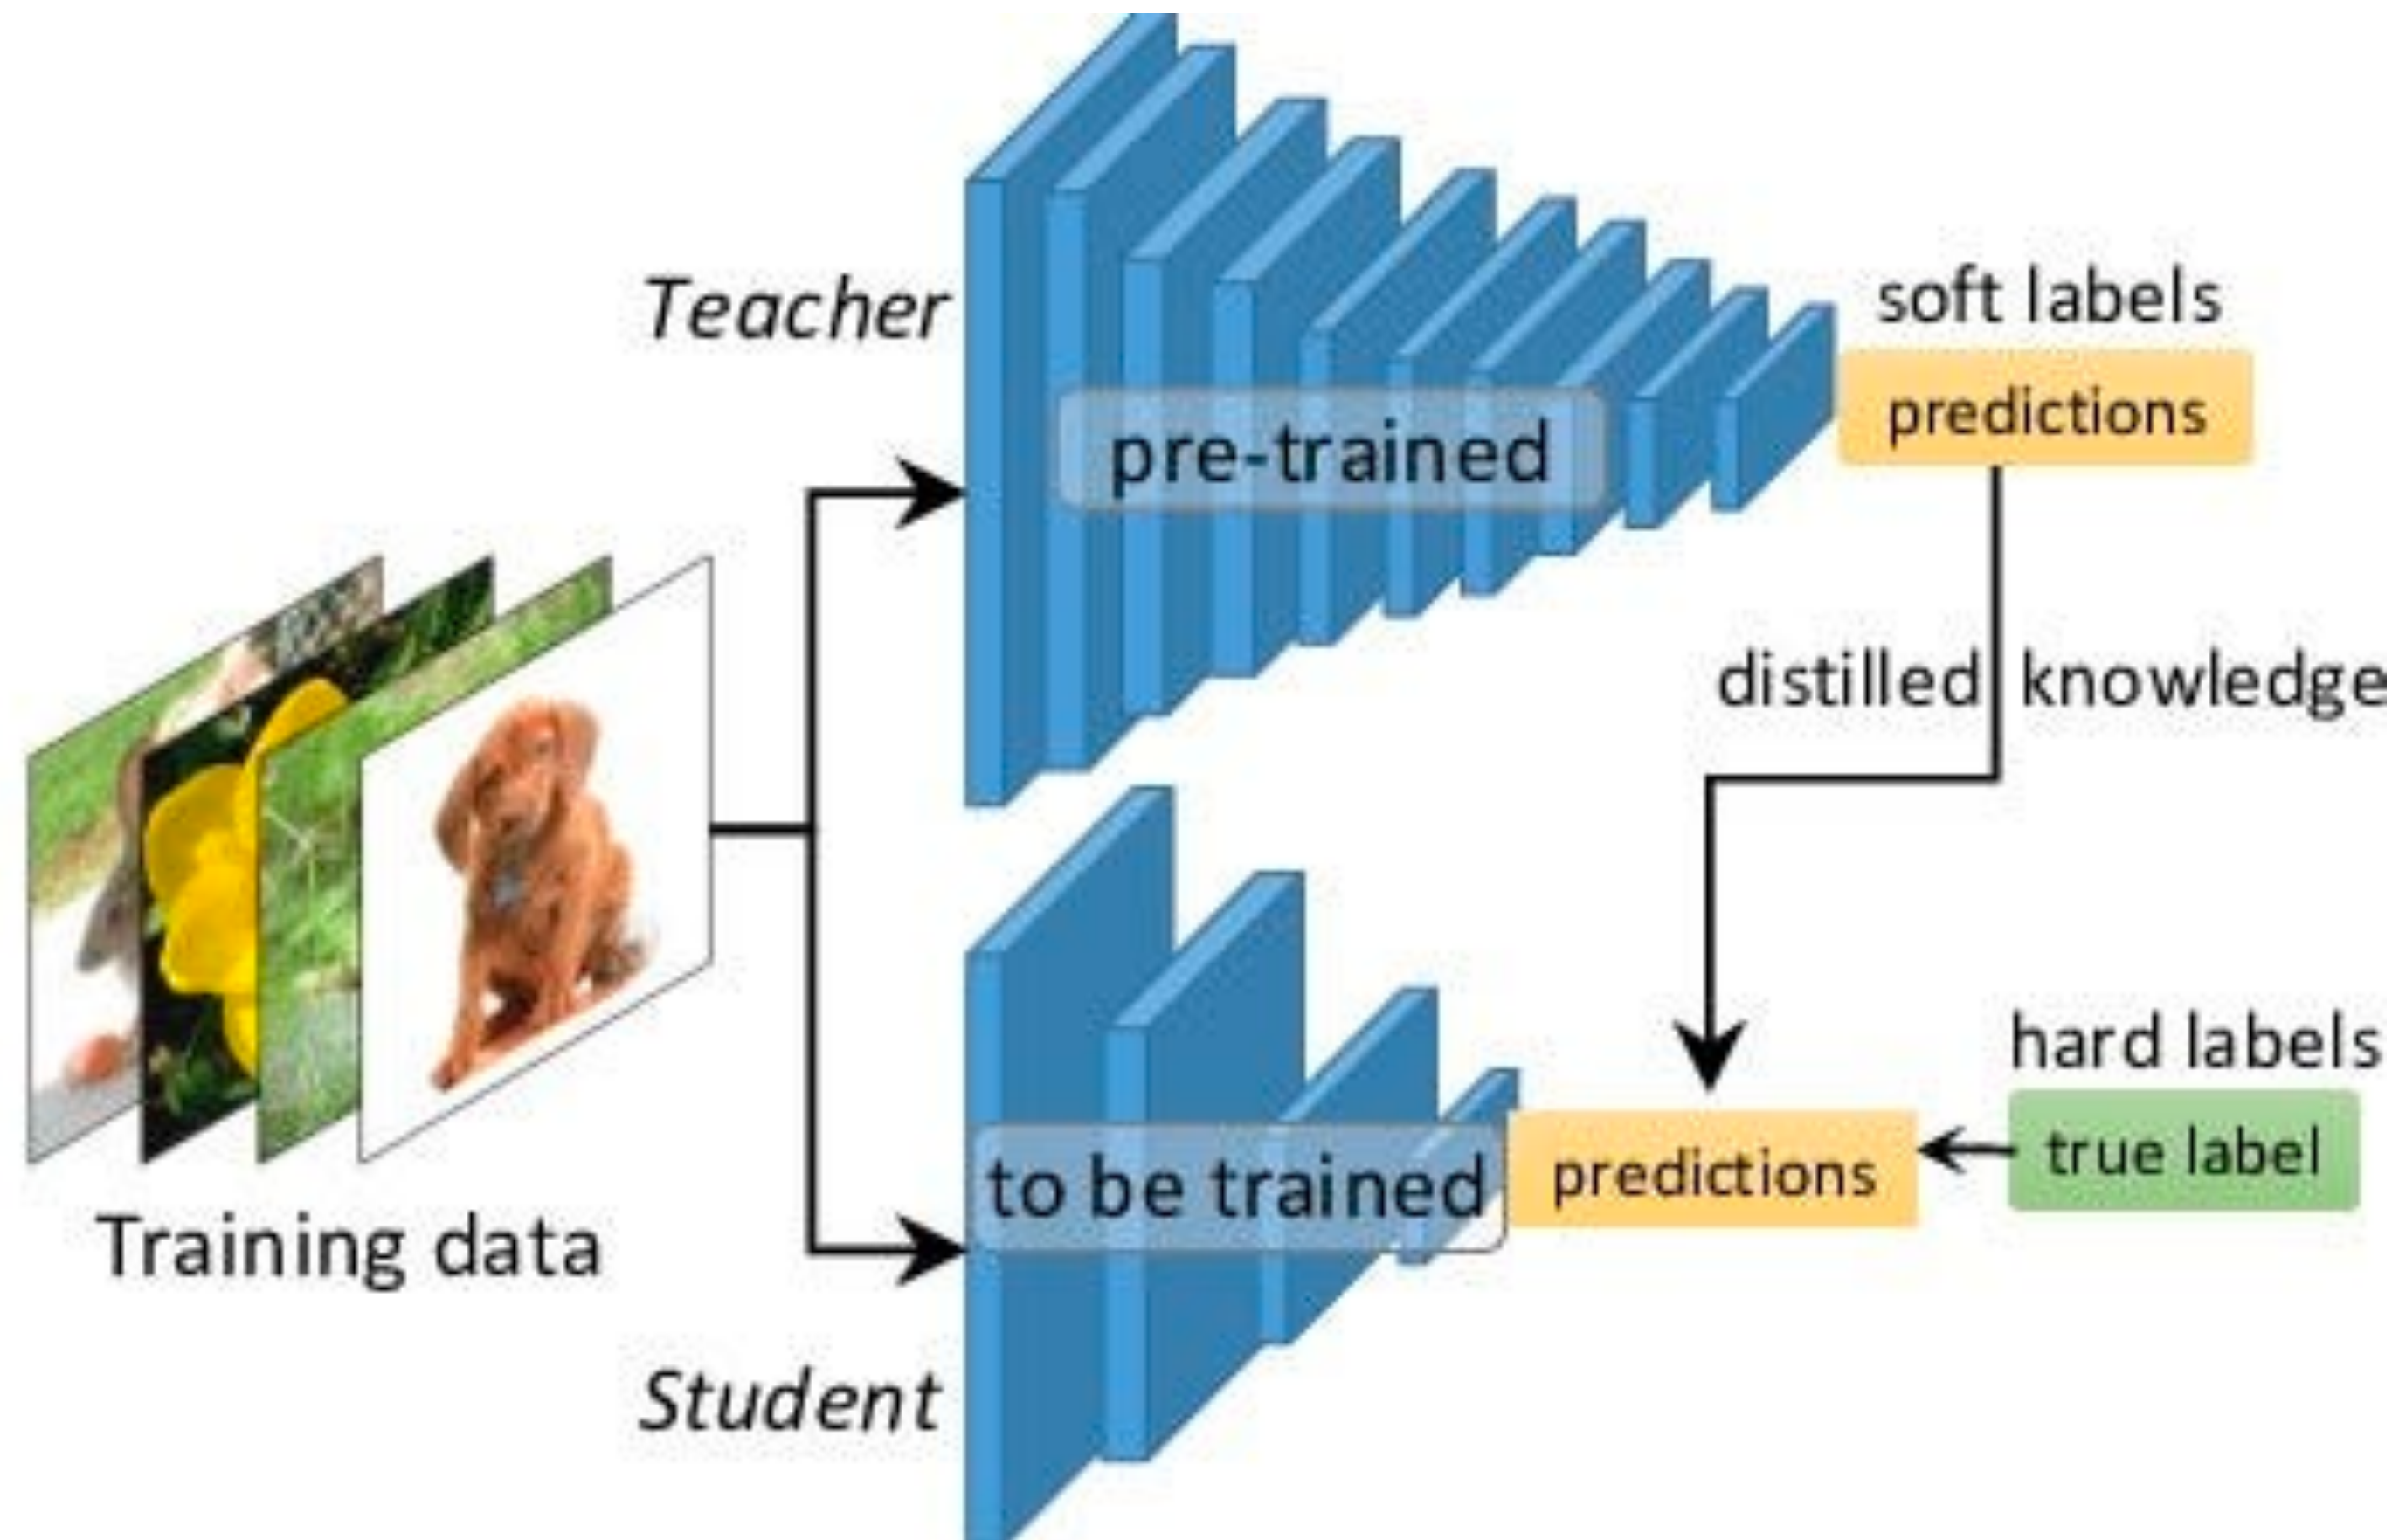 Teacher
soft labels
predictions
pre-trained
distilled knowledge
hard labels
true label
to be trained
predictions
Training data
Student